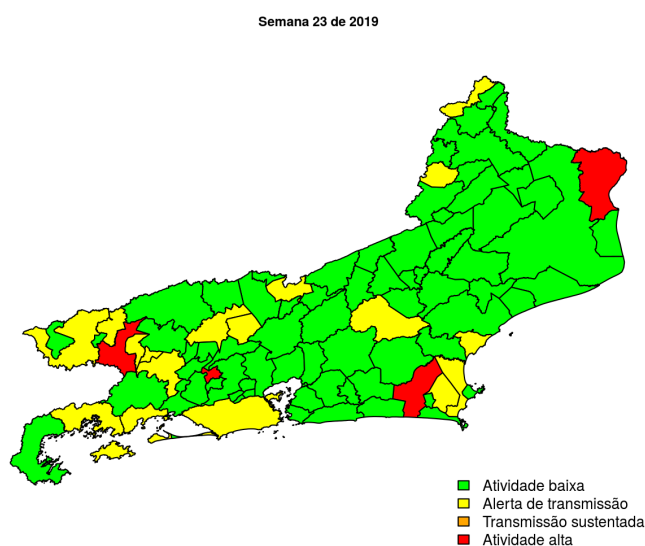 Semana 23 de 2019
Atividade baixa
Alerta de transmissão
Transmissão sustentada
Atividade alta